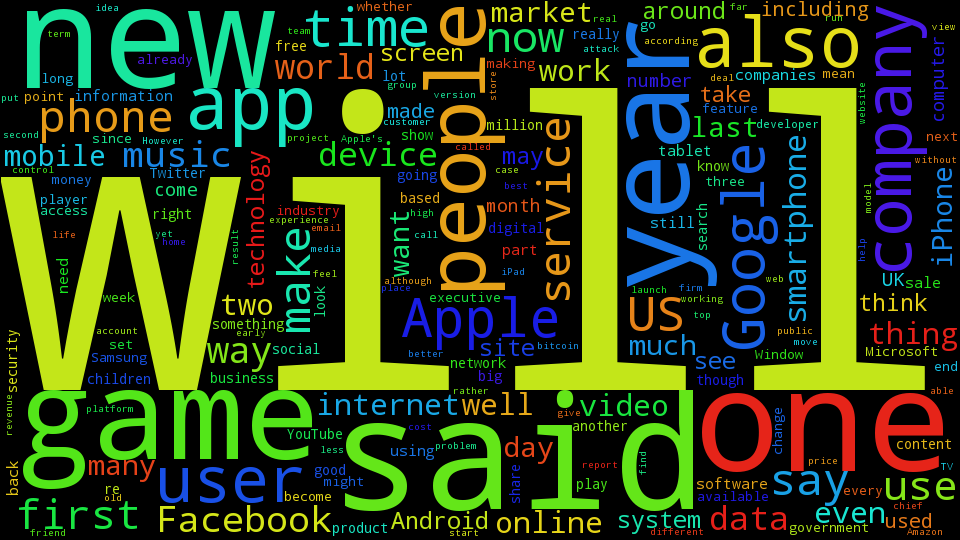 new
idea
term
already
time
team
free
whether
world
screen
lot
group
people
market
real
now
really
attack
making
work
store
year
around
go
according
far
including
number
also
run
view
deal
companies
mean
company
computer
put
long
point
information
app
phone
made
customer
version
million
take
feature
website
second
since
However
project
Apple's
show
called
last
developer
next
control
mobile
music
device
may
case
service
tablet
know
three
without
money
Twitter
technology
going
best
month
smartphone
Google
model
iPhone
player
access
come
right
industry
based
high
digital
still
search
life
yet
home
result
experience
email
media
make
want
call
part
help
need
feel
look
although
place
iPad
launch
firm
web
UK
sale
week
Will
two
executive
working
top
think
something
early
Apple
US
public
account
set
Samsung
way
social
better
site
bitcoin
much
move
thing
security
children
business
network
big
see
Window
Microsoft
though
end
revenue
game
platform
internet
well
rather
give
video
one
able
YouTube
less
cost
said
another
change
content
back
many
user
good
might
using
problem
day
report
find
price
TV
re
old
become
share
play
software
available
say
every
use
first
friend
Facebook
product
Android
start
online
system
different
data
government
even
used
chief
Amazon